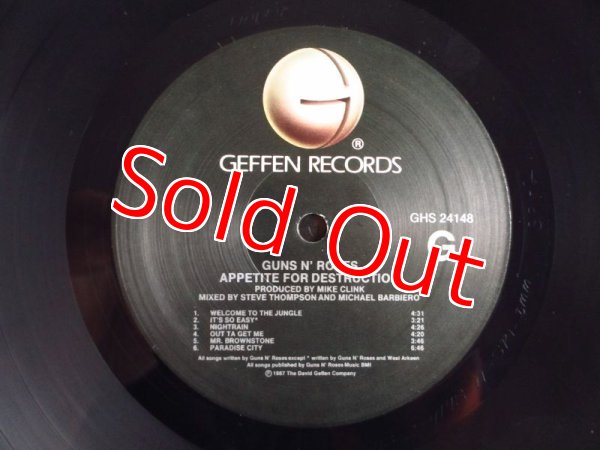 ®
GEFFEN RECORDS
GHS 24148
G
Sold Out
GUNS N' ROSES
APPETITE FOR DESTRUCTION
PRODUCED BY MIKE CLINK
MIXED BY STEVE THOMPSON AND MICHAEL BARBIERO
1. WELCOME TO THE JUNGLE 4:31
2. IT'S SO EASY* 3:21
3. NIGHTRAIN 4:26
4. OUT TA GET ME 4:20
5. MR. BROWNSTONE 3:46
6. PARADISE CITY 6:46
All songs written by Guns N' Roses except * written by Guns N' Roses and West Arkeen
All songs published by Guns N' Roses Music BMI
℗1987 The David Geffen Company